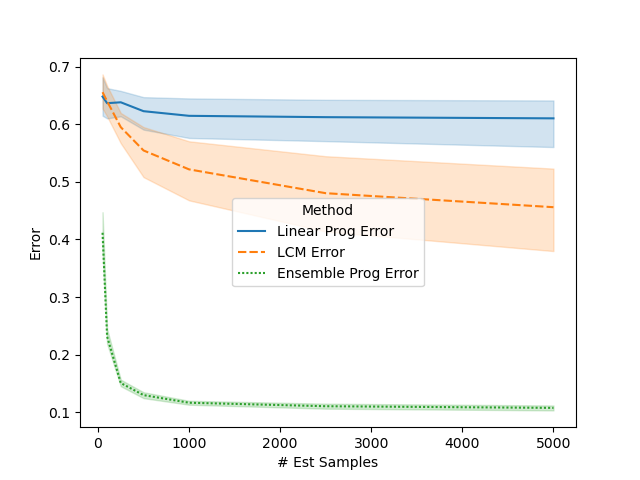 0.7
0.6
0.5
0.4
0.3
0.2
0.1
Error
Method
Linear Prog Error
LCM Error
Ensemble Prog Error
0 1000 2000 3000 4000 5000
# Est Samples